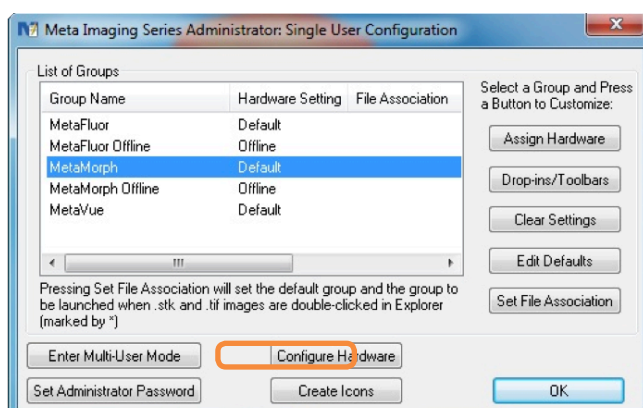 Meta Imaging Series Administrator: Single User Configuration
List of Groups
Group Name Hardware Setting File Association
MetaFluor Default
MetaFluor Offline Offline
MetaMorph Default
MetaMorph Offline Offline
MetaVue Default
Pressing Set File Association will set the default group and the group to
be launched when .stk and .tif images are double-clicked in Explorer
(marked by *)
Select a Group and Press
a Button to Customize:
Assign Hardware
Drop-ins/Toolbars
Clear Settings
Edit Defaults
Set File Association
Enter Multi-User Mode Configure Hardware
Set Administrator Password Create Icons OK